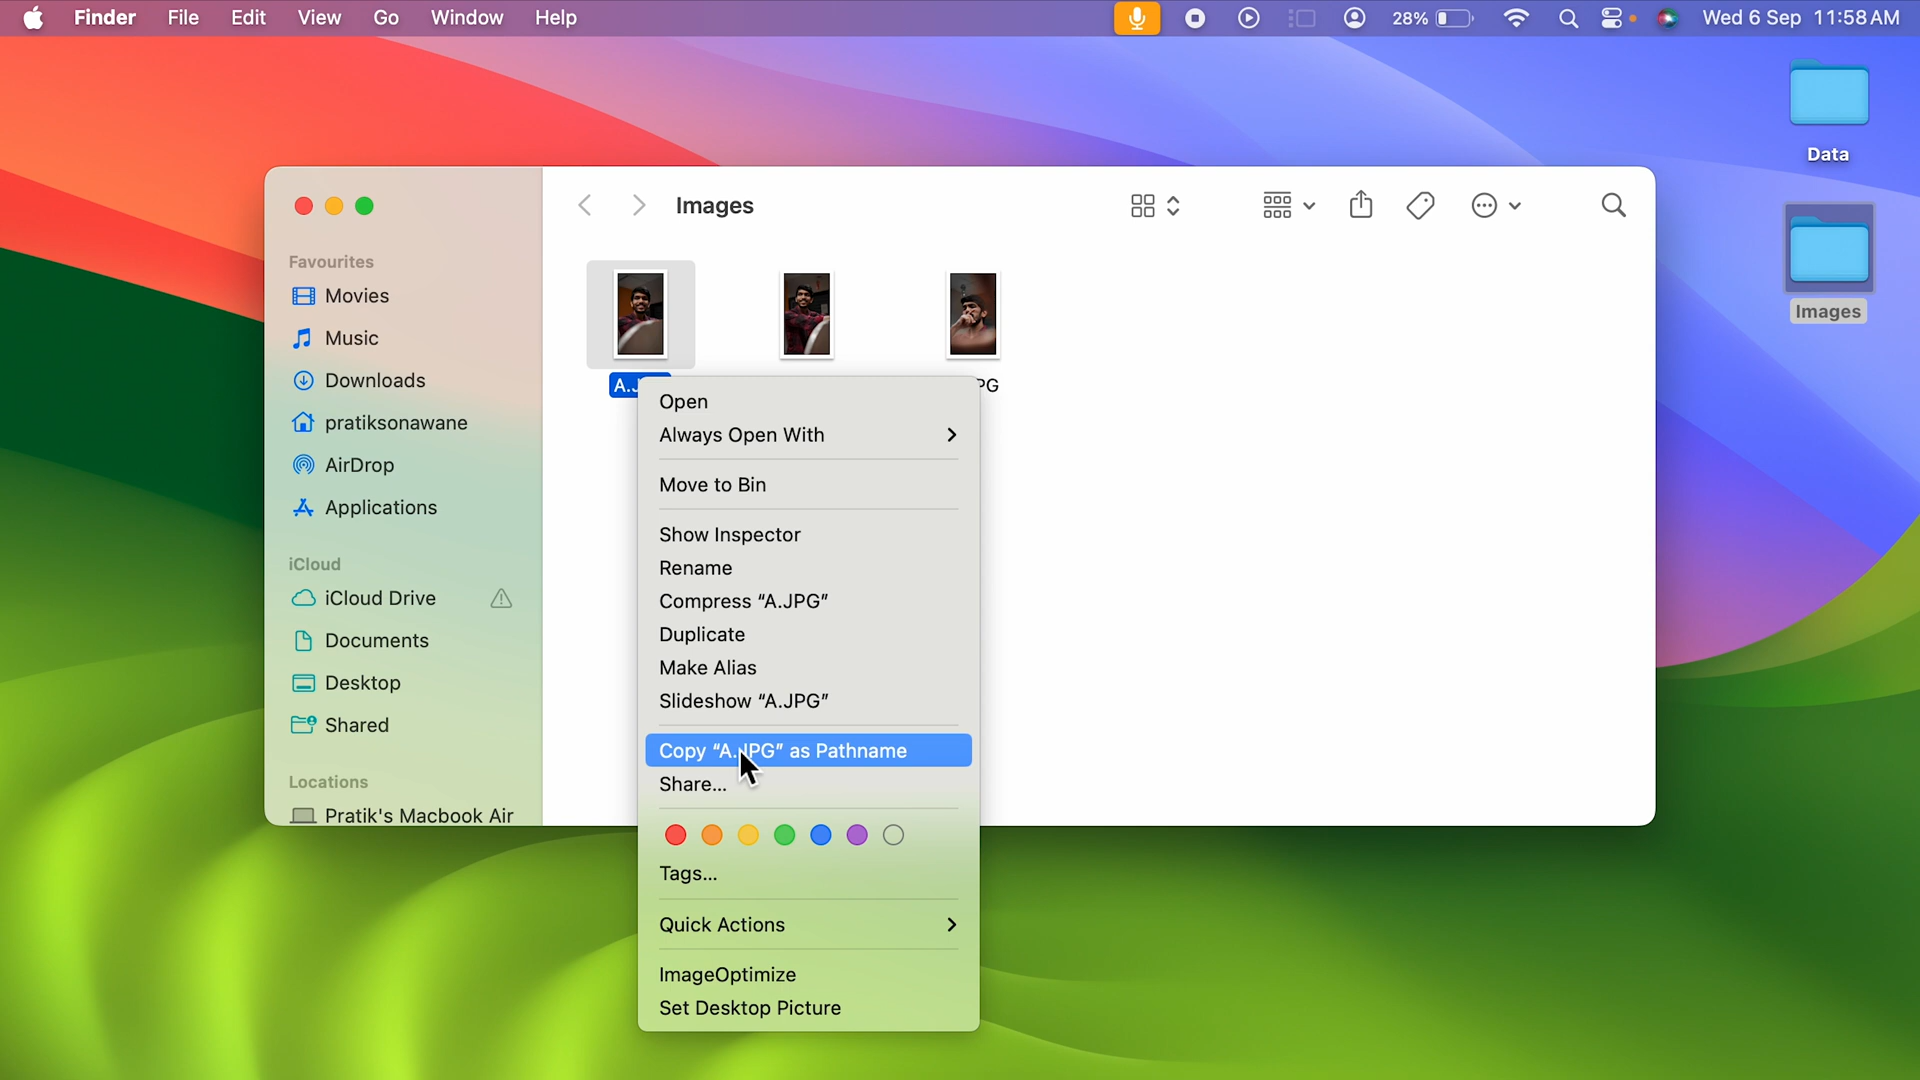 Finder File Edit View Go Window Help 28% Wed 6 Sep 11:58 AM
Data
Images
Images
Favourites
Movies
Music
Downloads
pratiksonawane
AirDrop
Applications
iCloud
iCloud Drive
Documents
Desktop
Shared
Locations
Pratik's Macbook Air
Open
Always Open With
Move to Bin
Show Inspector
Rename
Compress “A.JPG”
Duplicate
Make Alias
Slideshow “A.JPG”
Copy “A.JPG” as Pathname
Share...
Tags...
Quick Actions
ImageOptimize
Set Desktop Picture